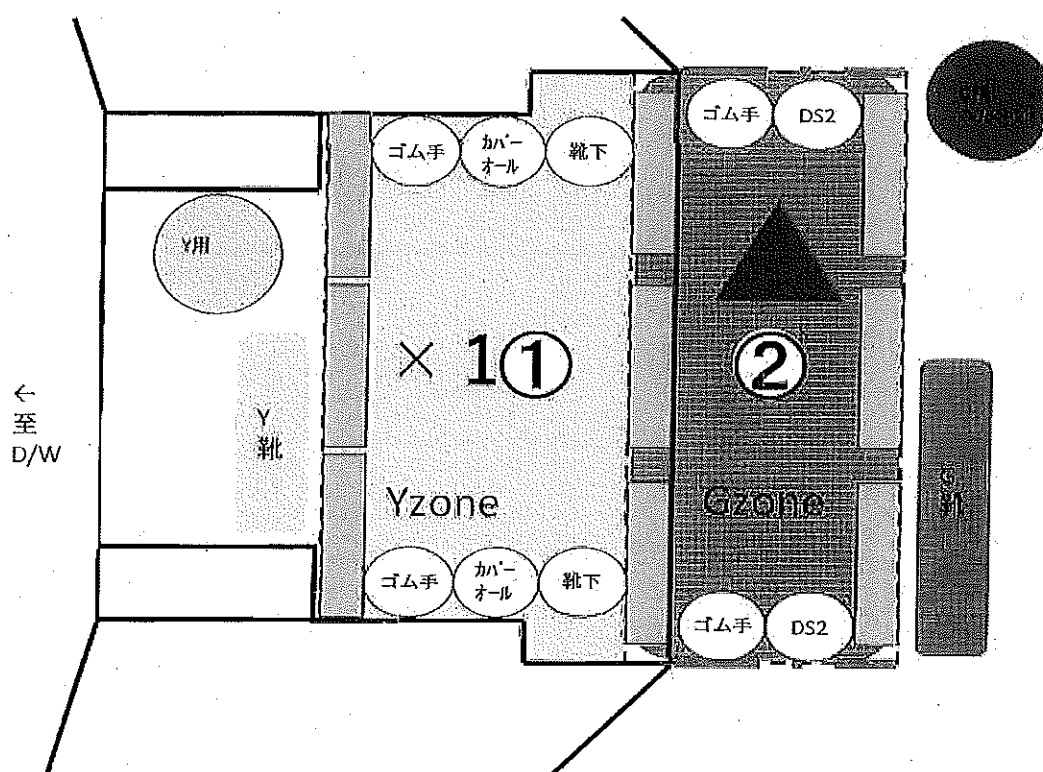 ゴム手
DS2
ゴム手
カバー
オール
靴下
Y用
←
至
D/W
Y
靴
× 1①
②
Yzone
Gzone
G
靴
ゴム手
カバー
オール
靴下
ゴム手
DS2